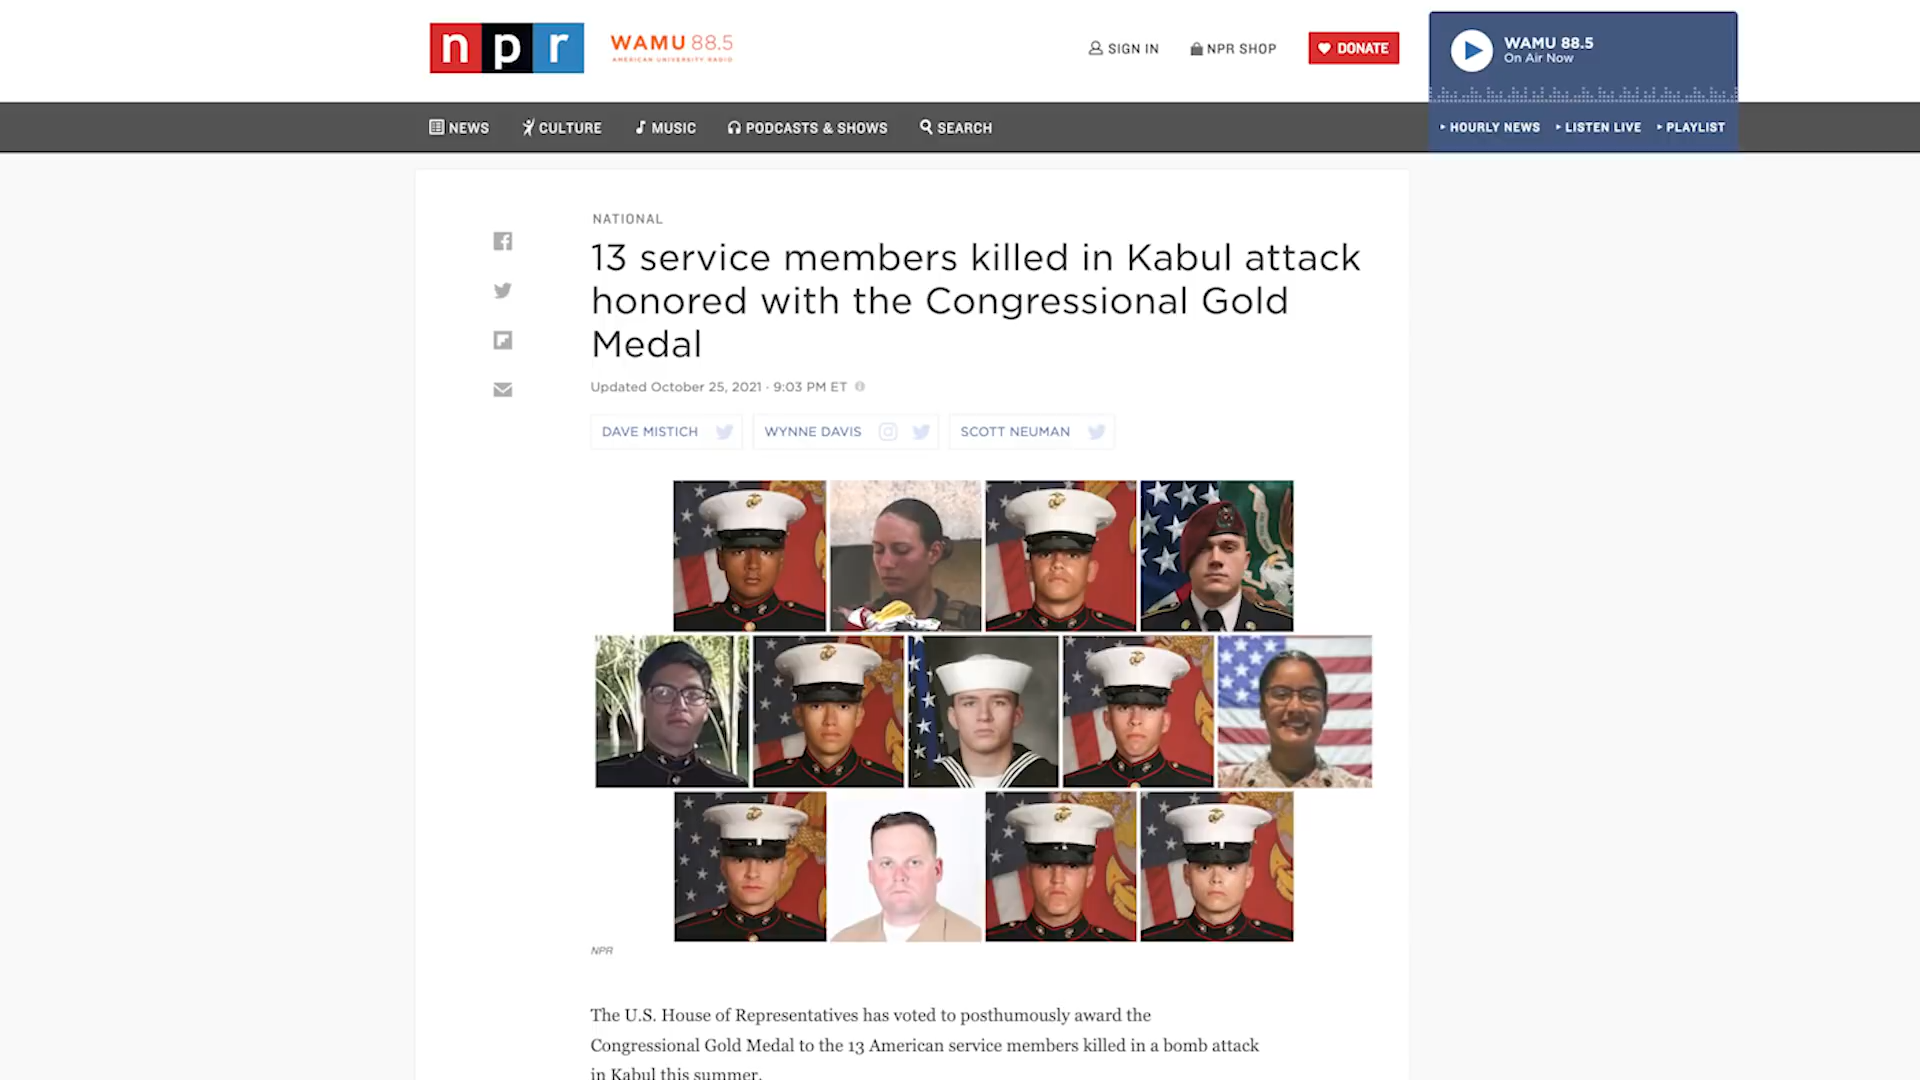 npr
WAMU 88.5
AMERICAN UNIVERSITY RADIO
SIGN IN
NPR SHOP
DONATE
WAMU 88.5
On Air Now
NEWS
CULTURE
MUSIC
PODCASTS & SHOWS
SEARCH
HOURLY NEWS
LISTEN LIVE
PLAYLIST
NATIONAL
13 service members killed in Kabul attack
honored with the Congressional Gold
Medal
Updated October 25, 2021 · 9:03 PM ET
DAVE MISTICH
WYNNE DAVIS
SCOTT NEUMAN
NPR
The U.S. House of Representatives has voted to posthumously award the
Congressional Gold Medal to the 13 American service members killed in a bomb attack
in Kabul this summer.